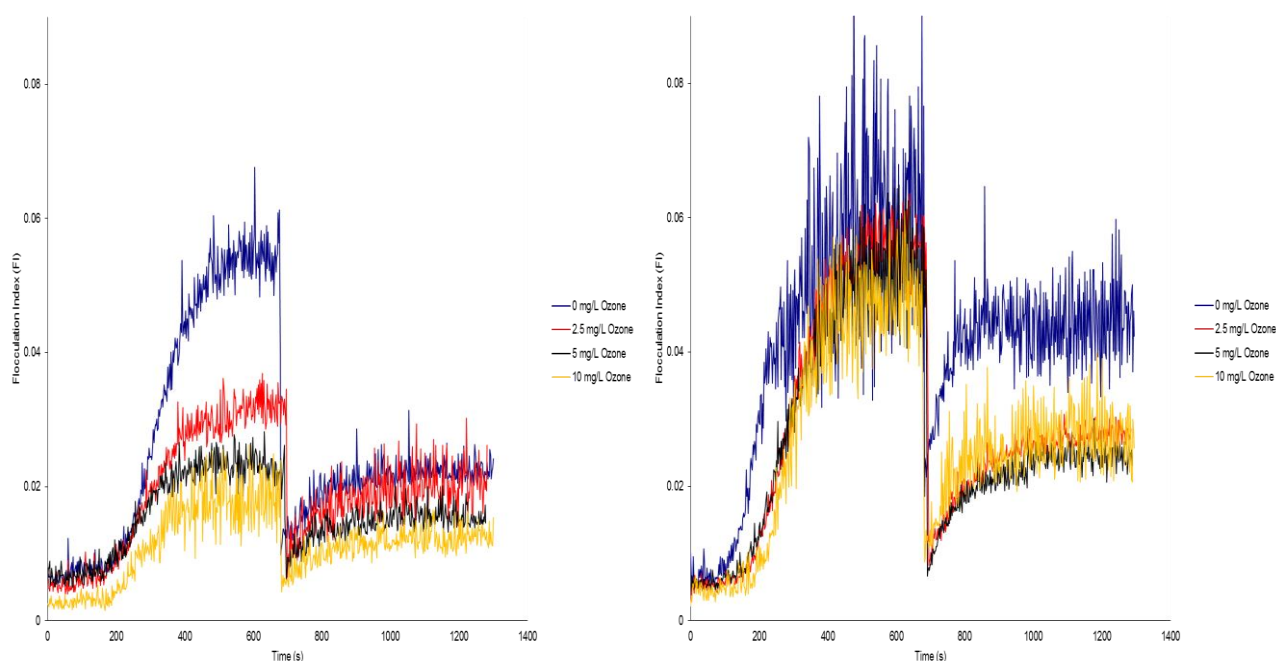 0.08
0.06
0.04
0.02
0
Flocculation Index (FI)
0 200 400 600 800 1000 1200 1400
Time (s)
0 mg/L Ozone
2.5 mg/L Ozone
5 mg/L Ozone
10 mg/L Ozone
0.08
0.06
0.04
0.02
0
Flocculation Index (FI)
0 200 400 600 800 1000 1200 1400
Time (s)
0 mg/L Ozone
2.5 mg/L Ozone
5 mg/L Ozone
10 mg/L Ozone